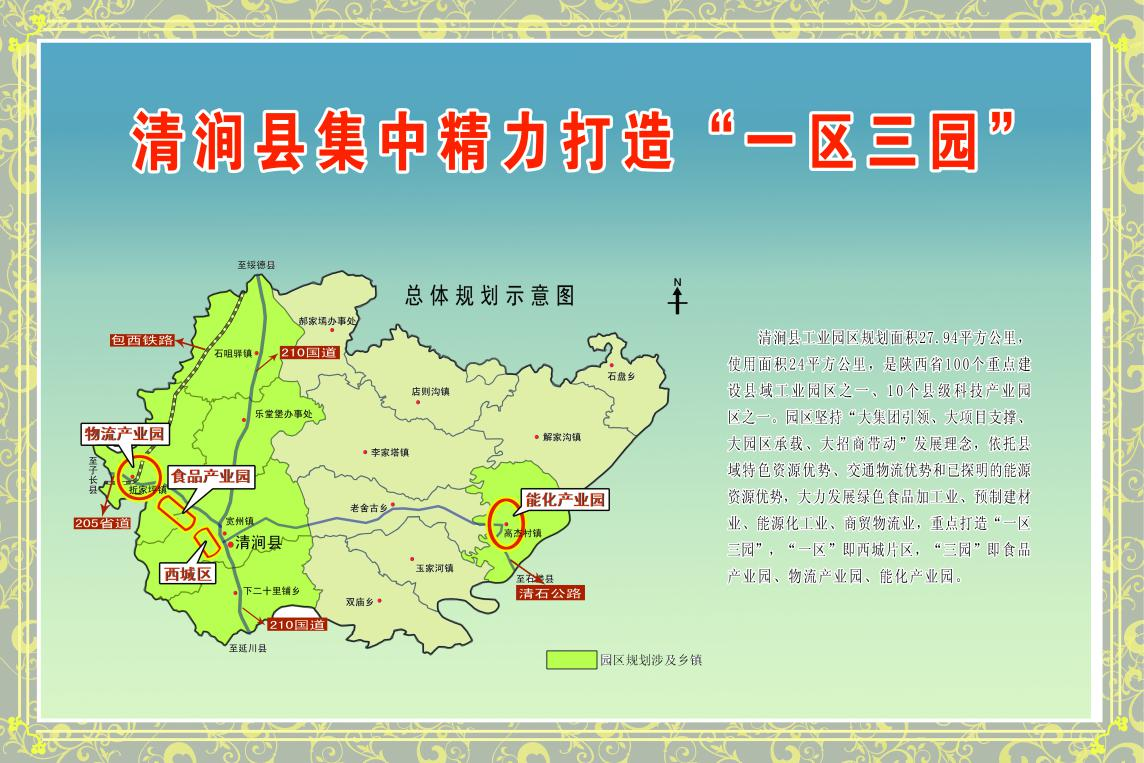 清涧县集中精力打造“一区三园”
至绥德县
总体规划示意图
N
郝家墕办事处
包西铁路
石咀驿镇
210国道
石盘乡
店则沟镇
乐堂堡办事处
物流产业园
解家沟镇
李家塔镇
至子长县
食品产业园
折家坪镇
能化产业园
老舍古乡
205省道
宽州镇
高杰村镇
清涧县
玉家河镇
西城区
至石楼县
清石公路
下二十里铺乡
双庙乡
210国道
至延川县
园区规划涉及乡镇
清涧县工业园区规划面积27.94平方公里，
使用面积24平方公里，是陕西省100个重点建
设县域工业园区之一、10个县级科技产业园
区之一。园区坚持“大集团引领、大项目支撑、
大园区承载、大招商带动”发展理念，依托县
域特色资源优势、交通物流优势和已探明的能源
资源优势，大力发展绿色食品加工业、预制建材
业、能源化工业、商贸物流业，重点打造“一区
三园”，“一区”即西城片区，“三园”即食品
产业园、物流产业园、能化产业园。